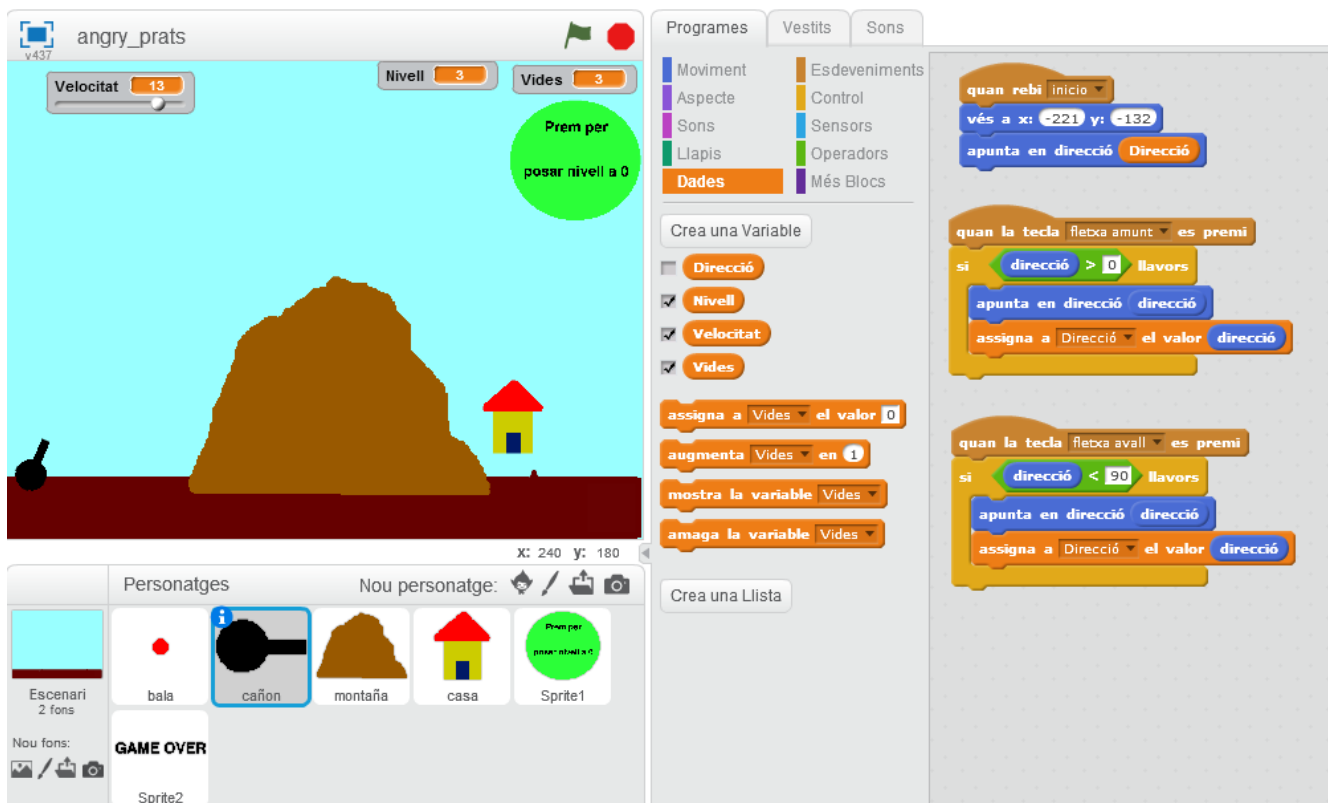 angry_prats
v437
Velocitat 13
Nivell 3
Vides 3
Prem per
posar nivell a 0
x: 240 y: 180
Personatges
Nou personatge:
Escenari
2 fons
Nou fons:
bala
cañon
montaña
casa
Prem per
posar nivell a 0
Sprite1
GAME OVER
Sprite2
Programes
Vestits
Sons
Moviment
Aspecte
Sons
Llapis
Dades
Esdeveniments
Control
Sensors
Operadors
Més Blocs
Crea una Variable
Direcció
Nivell
Velocitat
Vides
assigna a Vides el valor 0
augmenta Vides en 1
mostra la variable Vides
amaga la variable Vides
Crea una Llista
quan rebi inicio
vés a x: -221 y: -132
apunta en direcció Direcció
quan la tecla fletxa amunt es premi
si direcció > 0 llavors
apunta en direcció direcció
assigna a Direcció el valor direcció
quan la tecla fletxa avall es premi
si direcció < 90 llavors
apunta en direcció direcció
assigna a Direcció el valor direcció